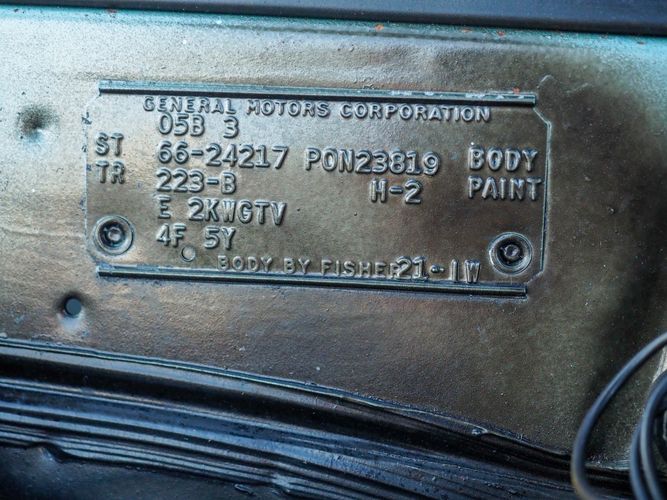 GENERAL MOTORS CORPORATION
05B 3
ST 66-24217 PON23819 BODY
TR 223-B H-2 PAINT
E 2KWGTV
4F 5Y
BODY BY FISHER 21-1W